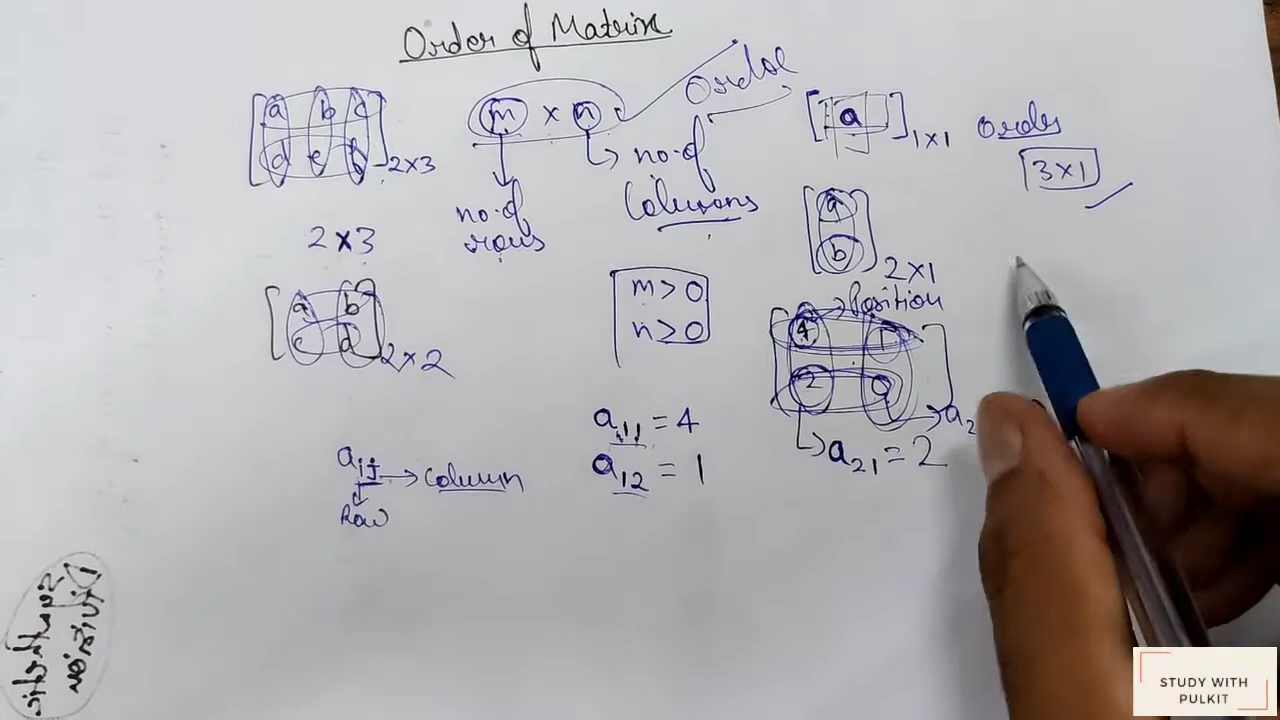 Order of Matrix
a b c
d e
2×3
m × n
Order
no. of
rows
no. of
Columns
2×3
a b
c d
2×2
m>0
n>0
[a] 1×1
Order
3×1
a
b
2×1
Position
4 1
2 0
a2
a21 = 2
a11 = 4
a12 = 1
aij → Column
Row
STUDY WITH
PULKIT